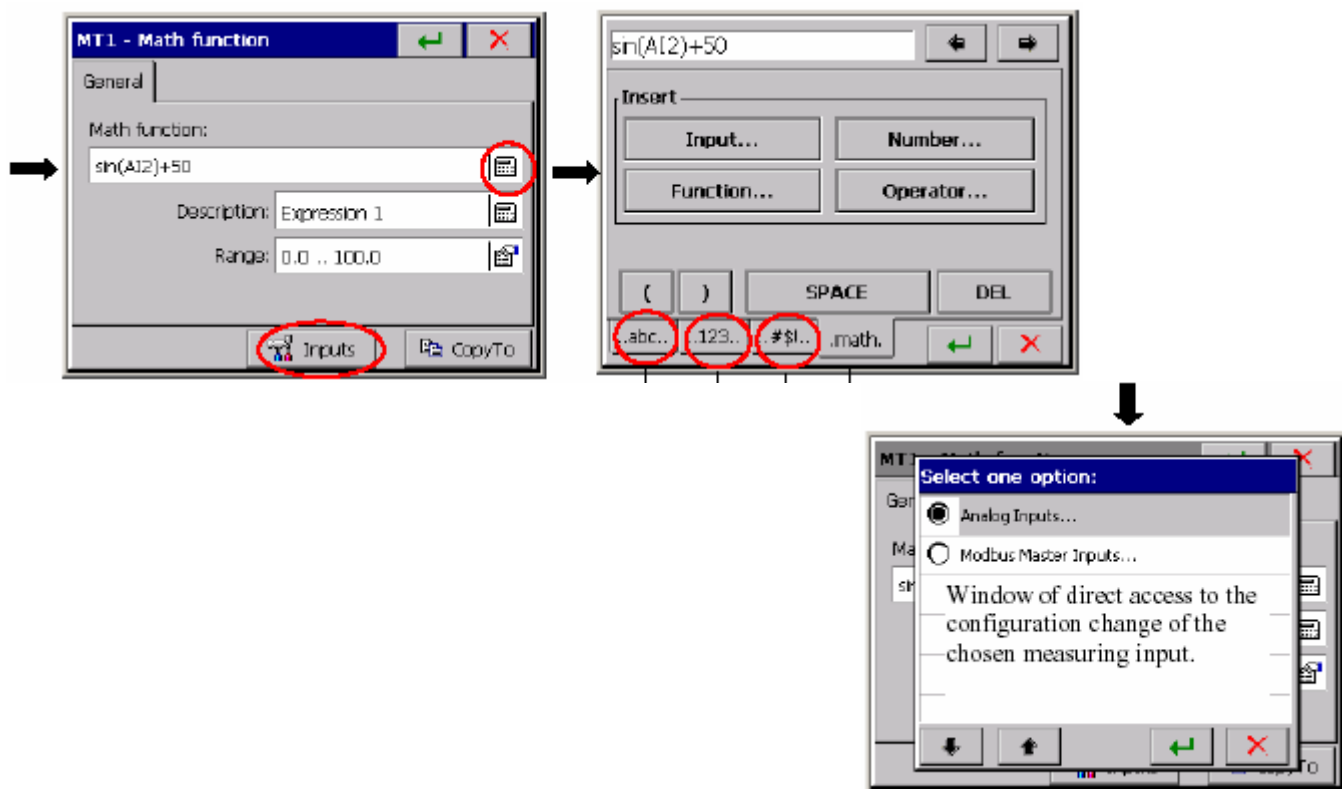 MT1 - Math function
General
Math function:
sin(AI2)+50
Description: Expression 1
Range: 0.0 .. 100.0
Inputs CopyTo
sin(AI2)+50
Insert
Input... Number...
Function... Operator...
( ) SPACE DEL
.abc.. .123.. .#$!.. .math.
MT1
Select one option:
Analog Inputs...
Modbus Master Inputs...
Window of direct access to the
configuration change of the
chosen measuring input.